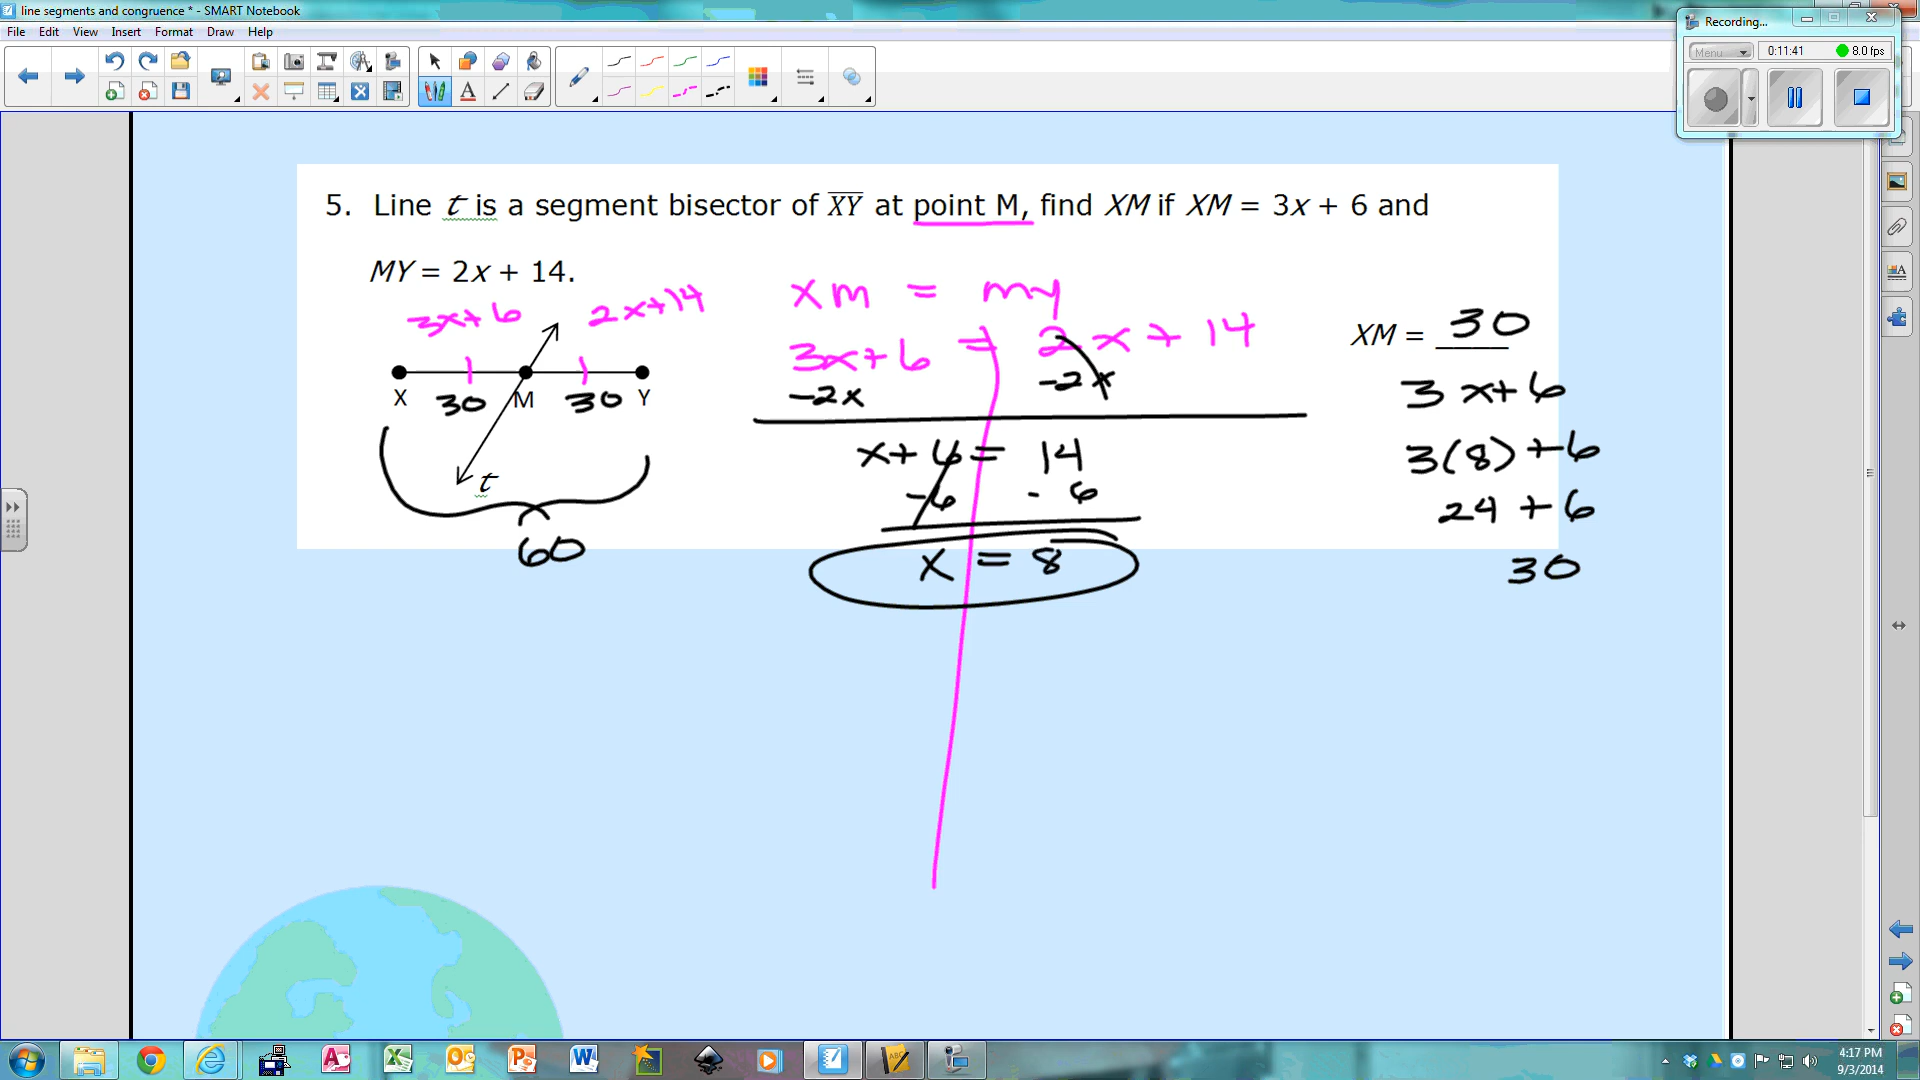 line segments and congruence * - SMART Notebook
File Edit View Insert Format Draw Help
Recording...
Menu 0:11:41 8.0 fps
5. Line t is a segment bisector of XY at point M, find XM if XM = 3x + 6 and
MY = 2x + 14.
xm = my
3x+6 2x+14
3x+6 = 2x+14
-2x -2x
XM = 30
3x+6
X 30 M 30 Y
x+6 = 14
3(8)+6
t
-6 -6
24+6
60
x = 8
30
4:17 PM
9/3/2014